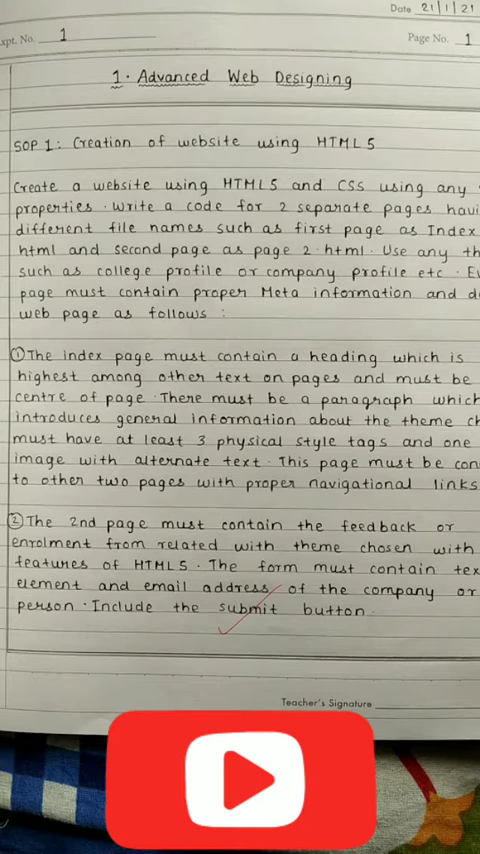 Date 21/1/21
xpt. No. 1
Page No. 1
1. Advanced Web Designing
SOP 1: Creation of website using HTML5
Create a website using HTML5 and CSS using any
properties. Write a code for 2 separate pages havi
different file names such as first page as Index
html and second page as page 2.html. Use any th
such as college profile or company profile etc. Ev
page must contain proper Meta information and d
web page as follows :
① The index page must contain a heading which is
highest among other text on pages and must be
centre of page. There must be a paragraph which
introduces general information about the theme ch
must have at least 3 physical style tags and one
image with alternate text. This page must be con
to other two pages with proper navigational links
② The 2nd page must contain the feedback or
enrolment from related with theme chosen with
features of HTML5. The form must contain tex
element and email address of the company or
person. Include the submit button.
Teacher's Signature